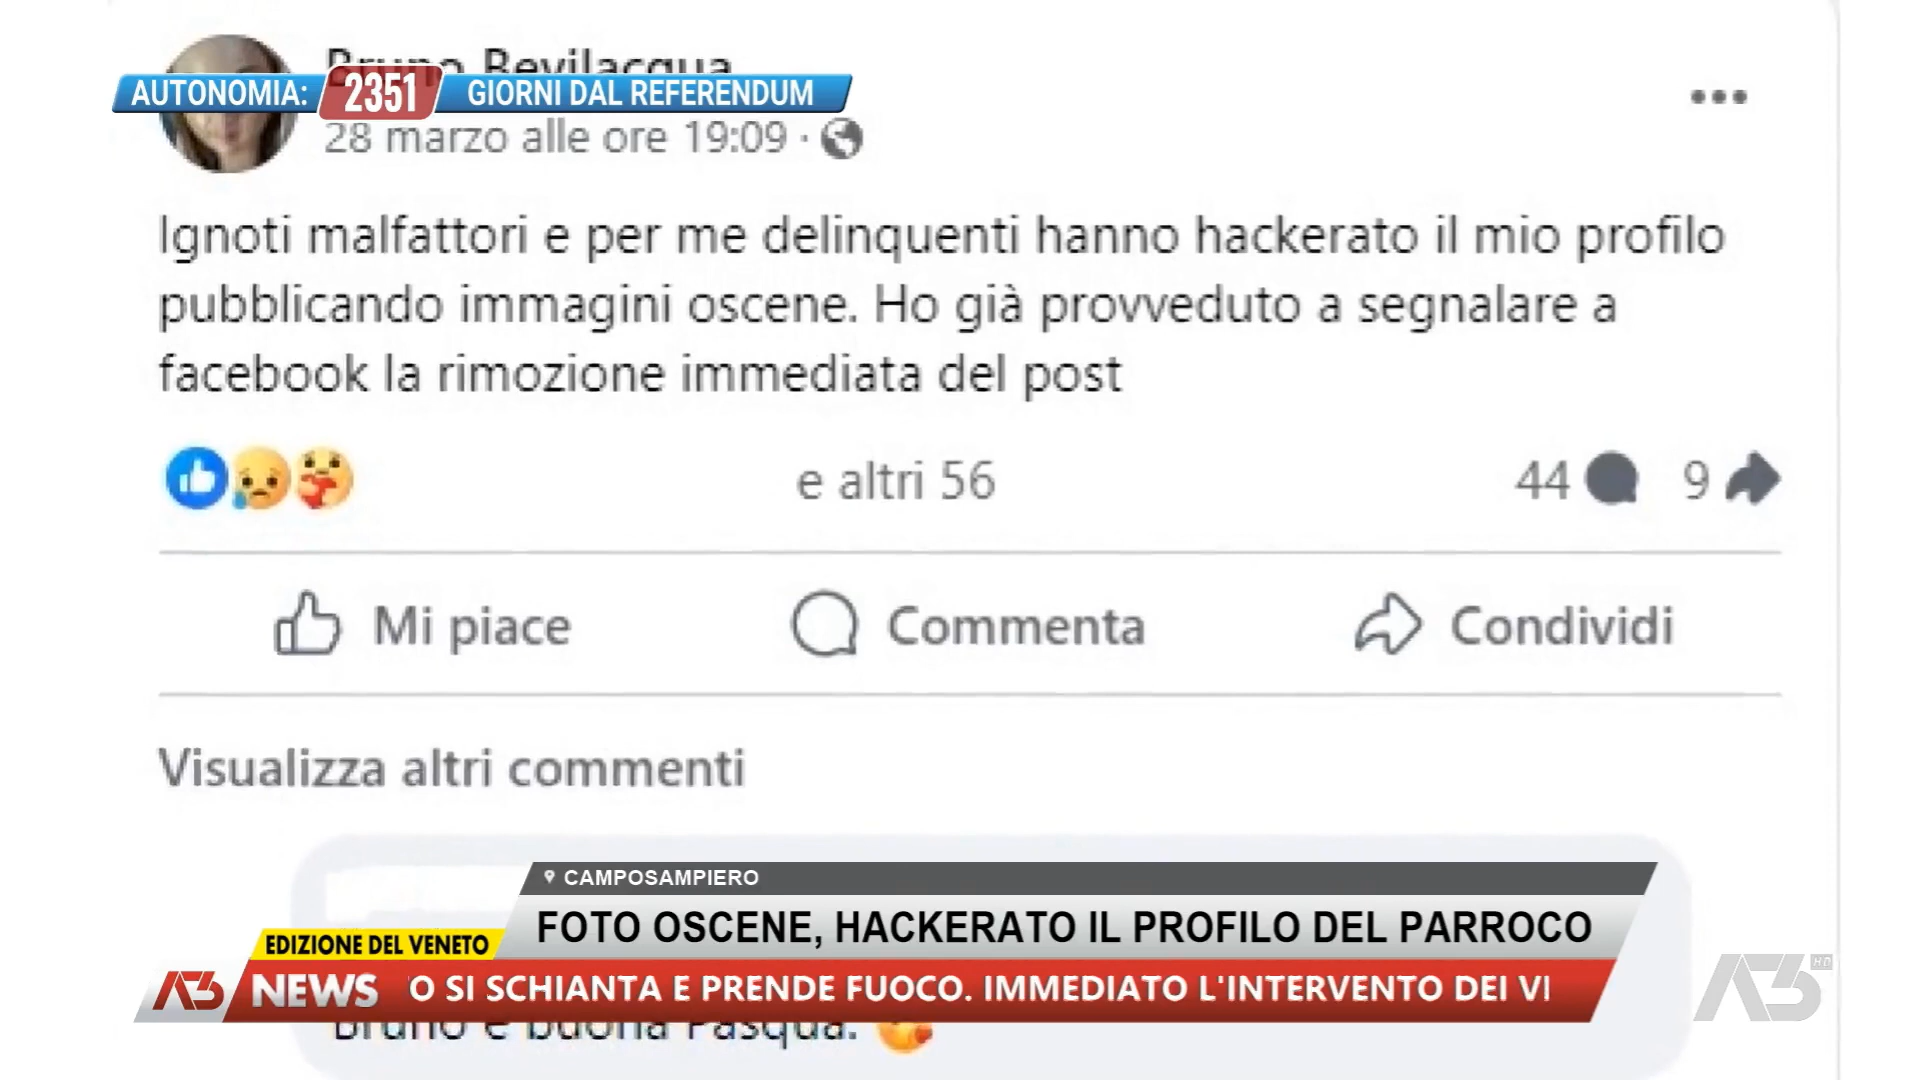 Bruno Bevilacqua
AUTONOMIA: 2351 GIORNI DAL REFERENDUM
28 marzo alle ore 19:09 ·
Ignoti malfattori e per me delinquenti hanno hackerato il mio profilo
pubblicando immagini oscene. Ho già provveduto a segnalare a
facebook la rimozione immediata del post
e altri 56
44
9
Mi piace
Commenta
Condividi
Visualizza altri commenti
CAMPOSAMPIERO
FOTO OSCENE, HACKERATO IL PROFILO DEL PARROCO
EDIZIONE DEL VENETO
A3 NEWS
O SI SCHIANTA E PRENDE FUOCO. IMMEDIATO L'INTERVENTO DEI VI
A3 HD
Bruno e buona Pasqua.